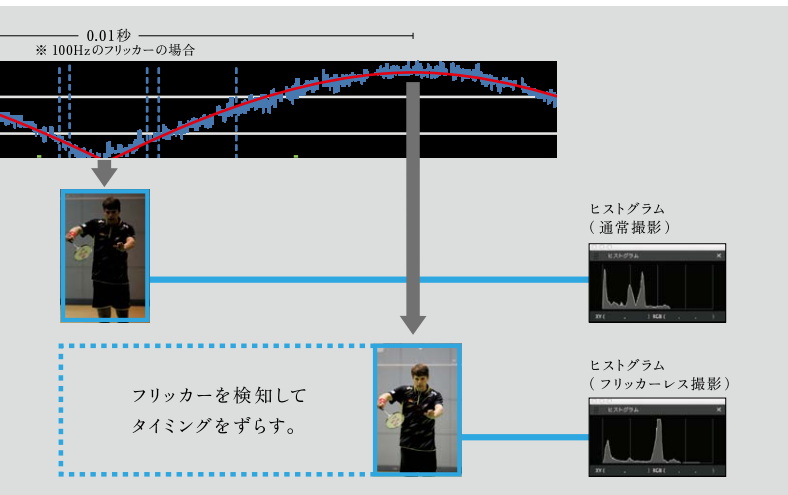 0.01秒
※ 100Hzのフリッカーの場合
ヒストグラム
（通常撮影）
ヒストグラム
フリッカーを検知して
タイミングをずらす。
ヒストグラム
（フリッカーレス撮影）
ヒストグラム